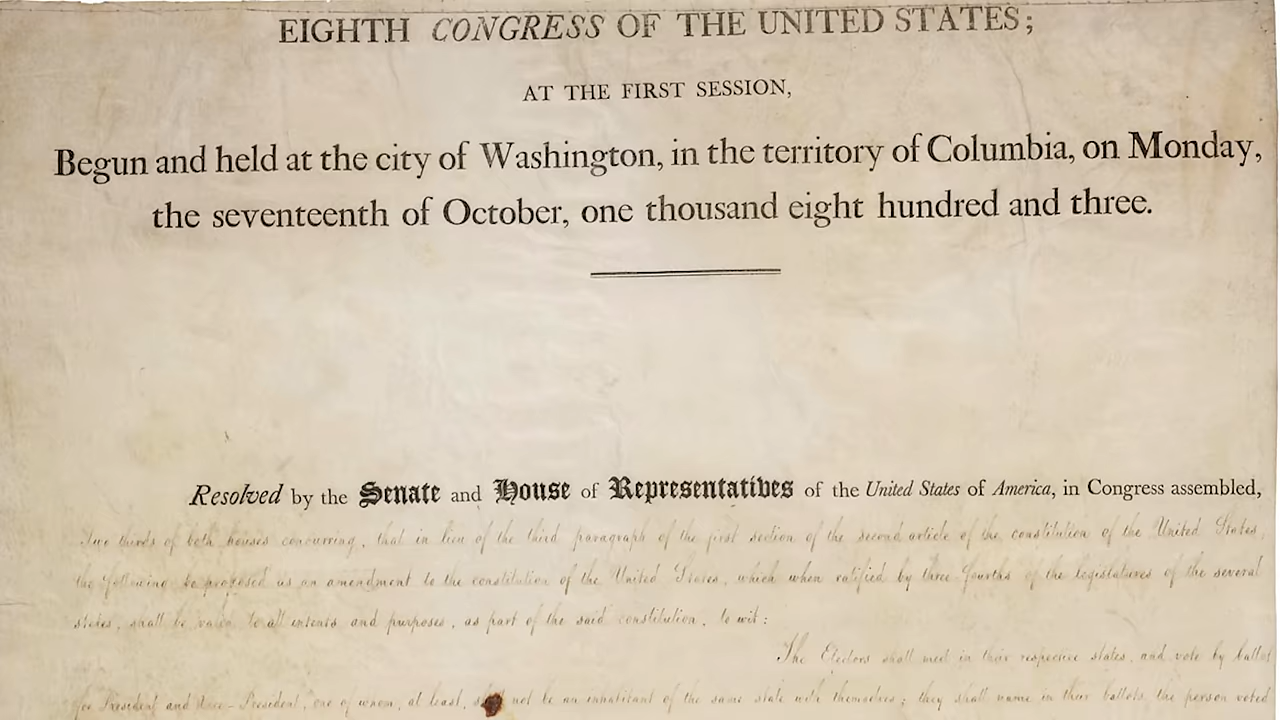 EIGHTH CONGRESS OF THE UNITED STATES;
AT THE FIRST SESSION,
Begun and held at the city of Washington, in the territory of Columbia, on Monday,
the seventeenth of October, one thousand eight hundred and three.
Resolved by the Senate and House of Representatives of the United States of America, in Congress assembled,
Two thirds of both houses concurring, that in lieu of the third paragraph of the first section of the second article of the constitution of the United States,
the following be proposed as an amendment to the constitution of the United States, which when ratified by three fourths of the legislatures of the several
states, shall be valid to all intents and purposes, as part of the said constitution, to wit:
The Electors shall meet in their respective states, and vote by ballot
for President and Vice-President, one of whom, at least, shall not be an inhabitant of the same state with themselves; they shall name in their ballots, the person voted